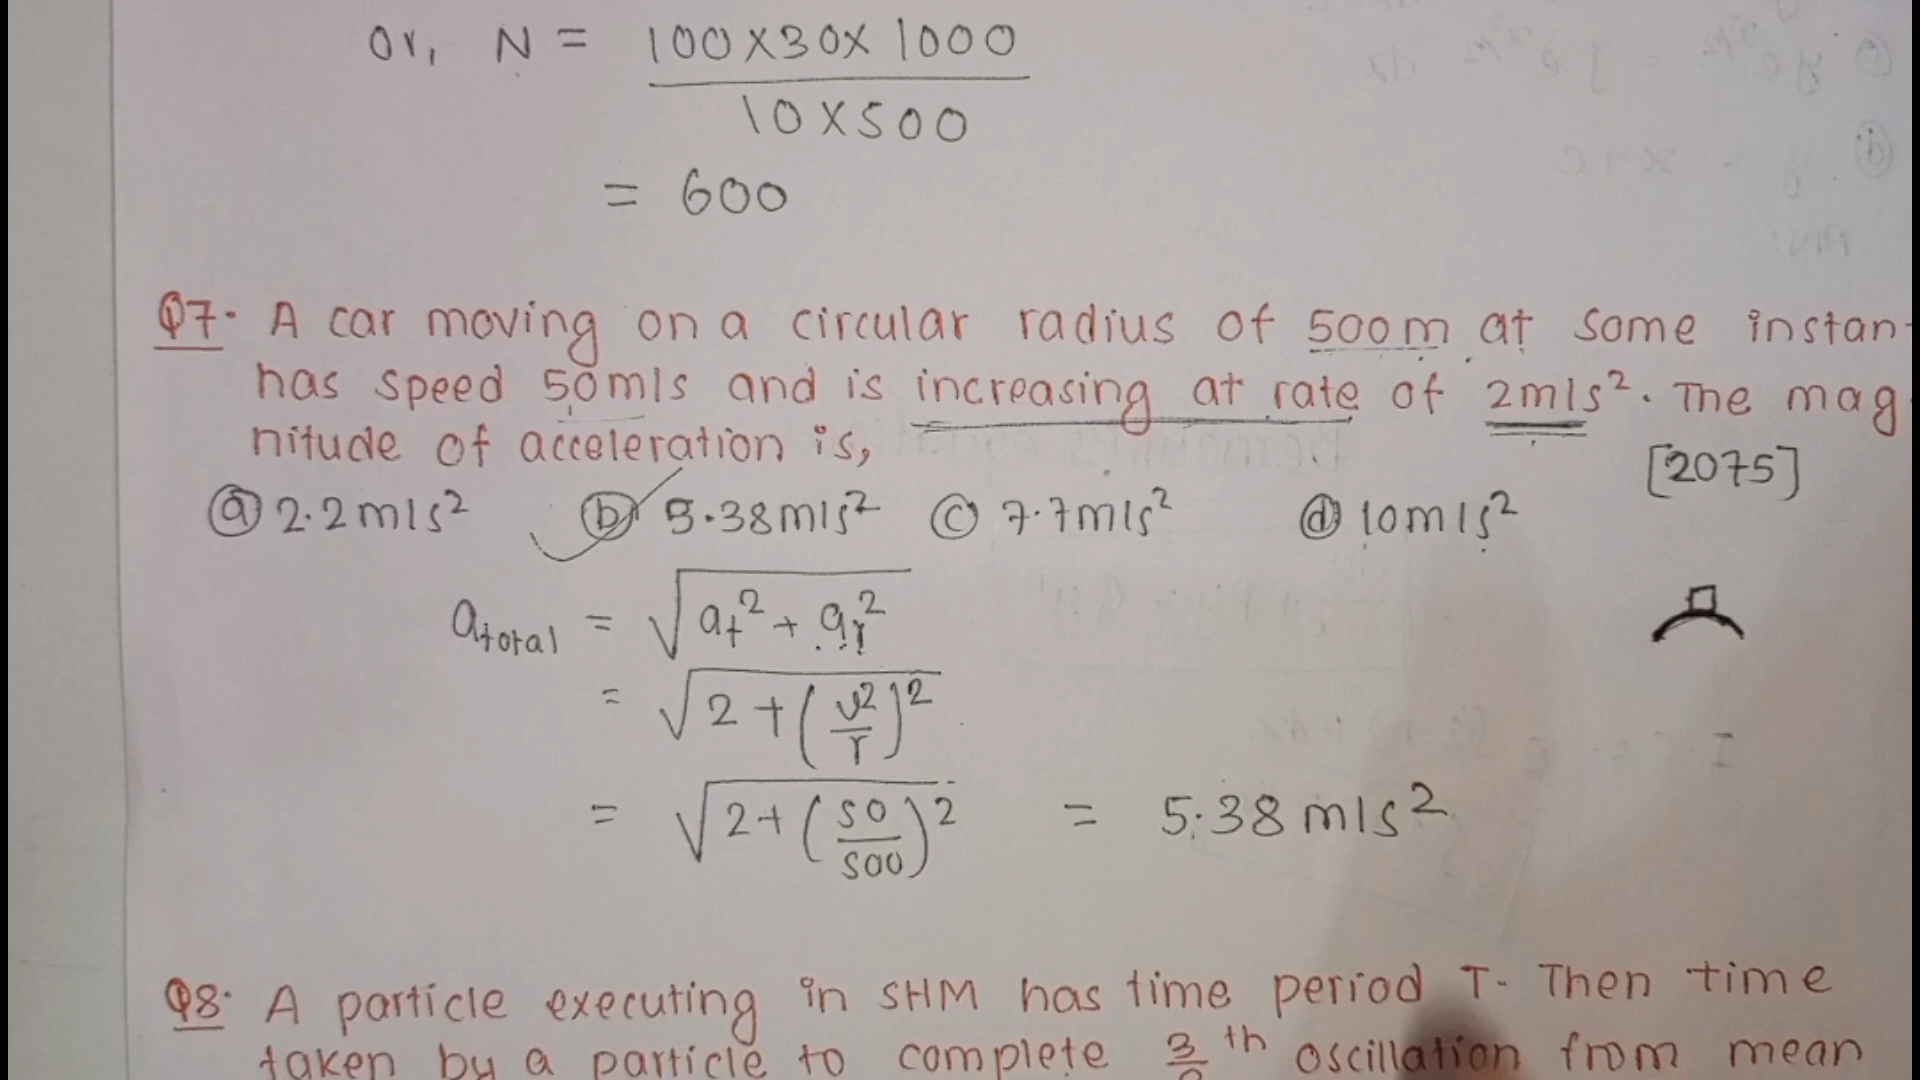 or, N = 100x30x 1000
10 x 500
= 600
Q7. A car moving on a circular radius of 500m at some instan-
has speed 50m/s and is increasing at rate of 2m/s². The mag
nitude of acceleration is,
[2075]
(a) 2.2m/s² (b) 5.38m/s² (c) 7.7m/s² (d) 10m/s²
a_total = √(a_t² + a_r²)
= √(2 + (v²/r)²)
= √(2 + (50/500)²) = 5.38 m/s²
Q8. A particle executing in SHM has time period T. Then time
taken by a particle to complete th oscillation from mean